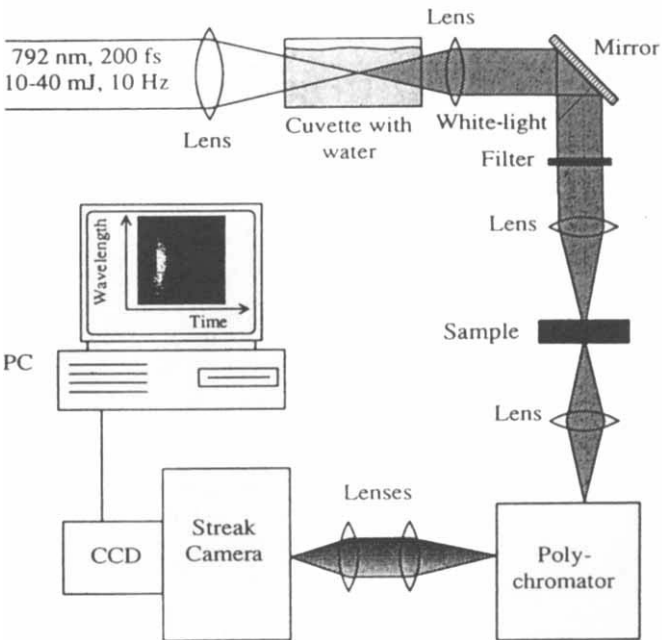 792 nm, 200 fs
10-40 mJ, 10 Hz
Lens
Cuvette with
water
Lens
Mirror
White-light
Filter
Lens
Sample
Lens
Wavelength
Time
PC
CCD
Streak
Camera
Lenses
Poly-
chromator